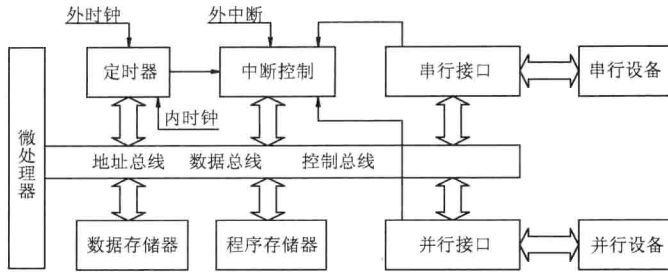 外时钟
外中断
定时器
中断控制
串行接口
串行设备
内时钟
微处理器
地址总线 数据总线 控制总线
数据存储器
程序存储器
并行接口
并行设备